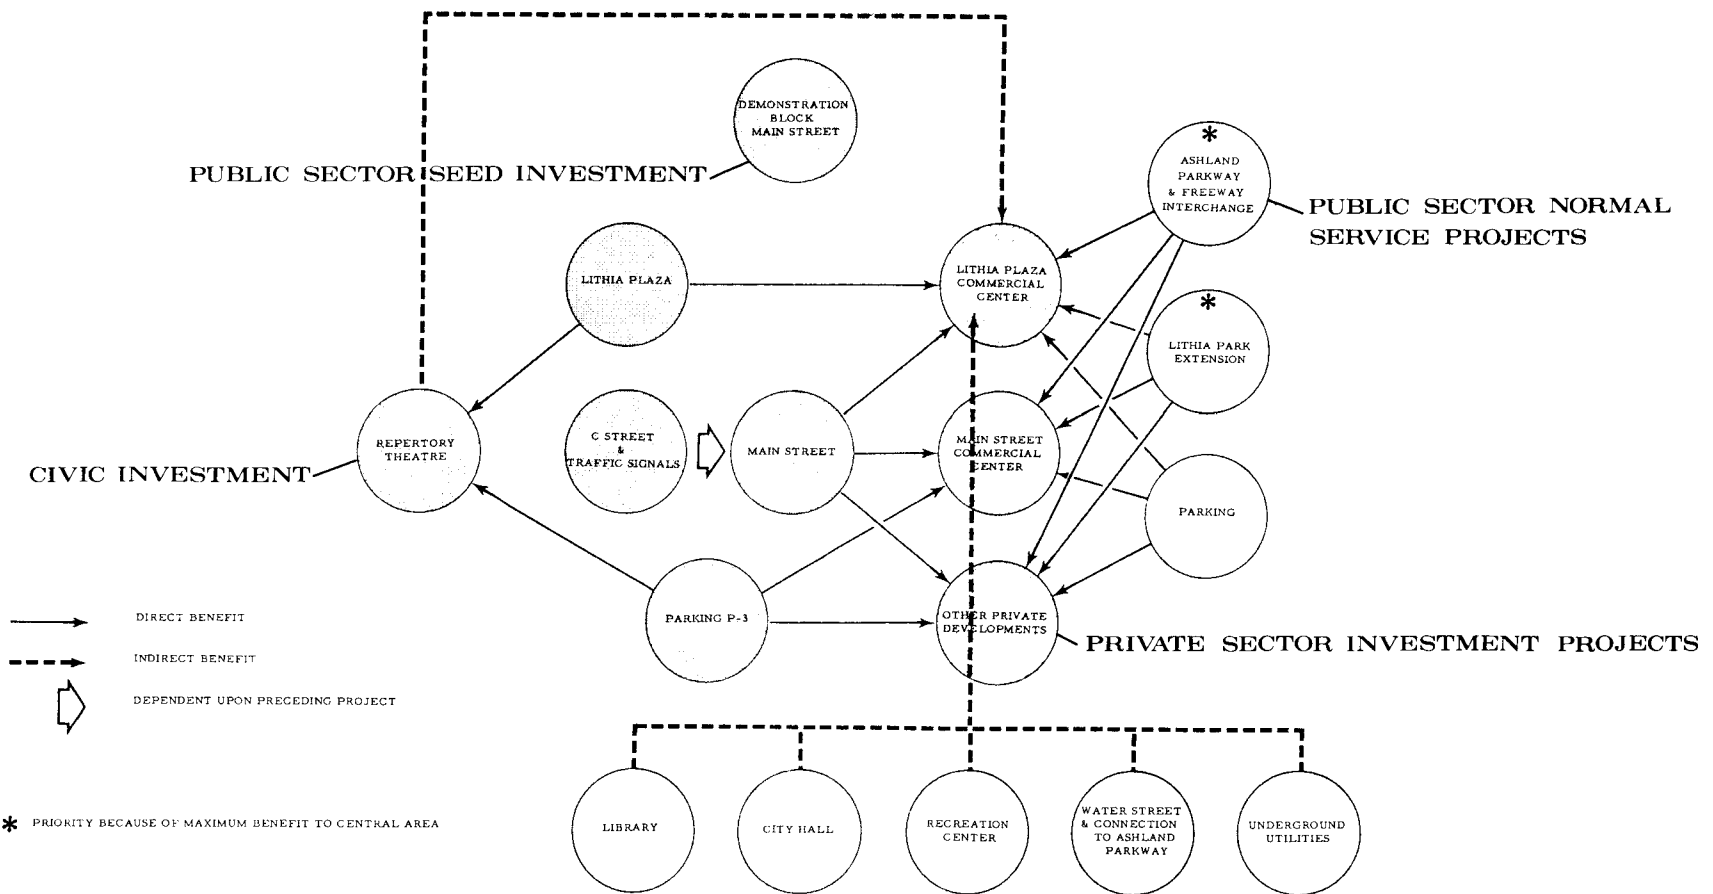 DEMONSTRATION
BLOCK
MAIN STREET
PUBLIC SECTOR SEED INVESTMENT
*
ASHLAND
PARKWAY
& FREEWAY
INTERCHANGE
PUBLIC SECTOR NORMAL
SERVICE PROJECTS
LITHIA PLAZA
LITHIA PLAZA
COMMERCIAL
CENTER
*
LITHIA PARK
EXTENSION
REPERTORY
THEATRE
CIVIC INVESTMENT
C STREET
&
TRAFFIC SIGNALS
MAIN STREET
MAIN STREET
COMMERCIAL
CENTER
PARKING
PARKING P-3
OTHER PRIVATE
DEVELOPMENTS
PRIVATE SECTOR INVESTMENT PROJECTS
DIRECT BENEFIT
INDIRECT BENEFIT
DEPENDENT UPON PRECEDING PROJECT
* PRIORITY BECAUSE OF MAXIMUM BENEFIT TO CENTRAL AREA
LIBRARY
CITY HALL
RECREATION
CENTER
WATER STREET
& CONNECTION
TO ASHLAND
PARKWAY
UNDERGROUND
UTILITIES